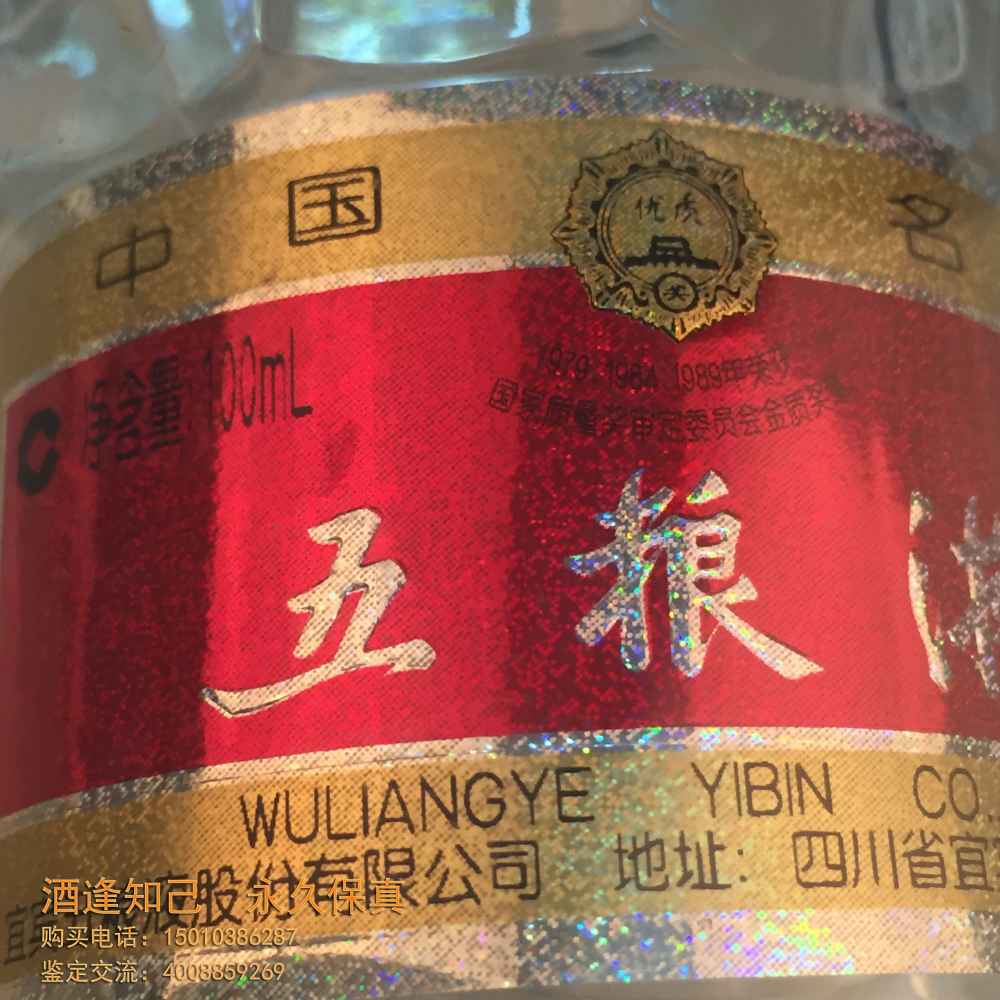 中国名
优质
奖
净含量:100mL
1979、1984、1989年荣获
国家质量奖审定委员会金质奖
五粮液
WULIANGYE YIBIN CO.,
股份有限公司 地址:四川省宜
酒逢知己 永久保真
购买电话:15010386287
鉴定交流:4008859269